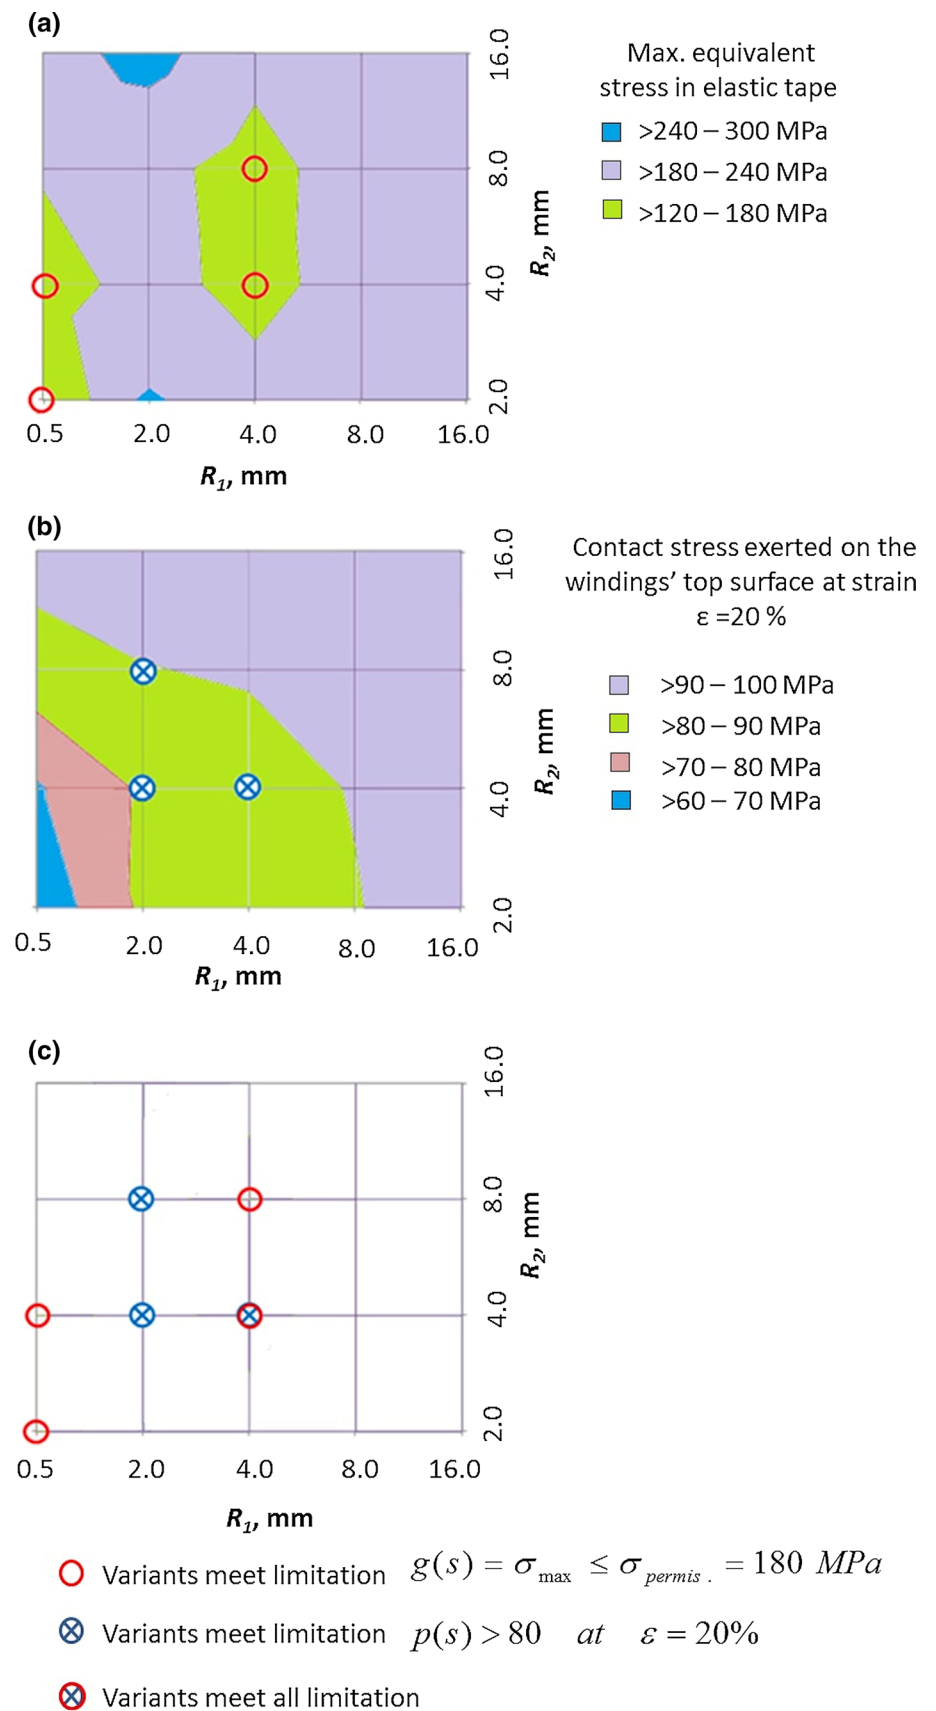 (a)
16.0
8.0
4.0
2.0
R2, mm
0.5 2.0 4.0 8.0 16.0
R1, mm
Max. equivalent
stress in elastic tape
>240 – 300 MPa
>180 – 240 MPa
>120 – 180 MPa
(b)
16.0
8.0
4.0
2.0
R2, mm
0.5 2.0 4.0 8.0 16.0
R1, mm
Contact stress exerted on the
windings’ top surface at strain
ε =20 %
>90 – 100 MPa
>80 – 90 MPa
>70 – 80 MPa
>60 – 70 MPa
(c)
16.0
8.0
4.0
2.0
R2, mm
0.5 2.0 4.0 8.0 16.0
R1, mm
Variants meet limitation g(s) = σmax ≤ σpermis . = 180 MPa
Variants meet limitation p(s) > 80 at ε = 20%
Variants meet all limitation